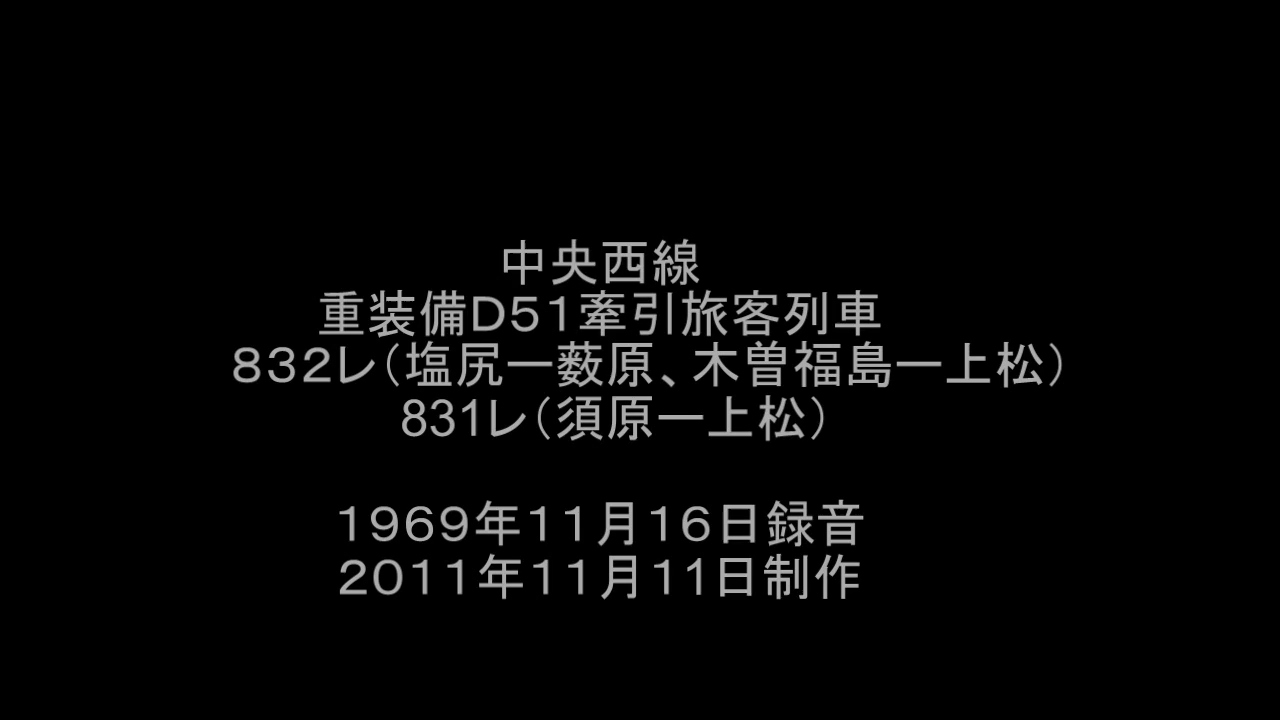 中央西線
重装備Ｄ５１牽引旅客列車
８３２レ（塩尻ー薮原、木曽福島ー上松）
831レ（須原ー上松）
１９６９年１１月１６日録音
２０１１年１１月１１日制作